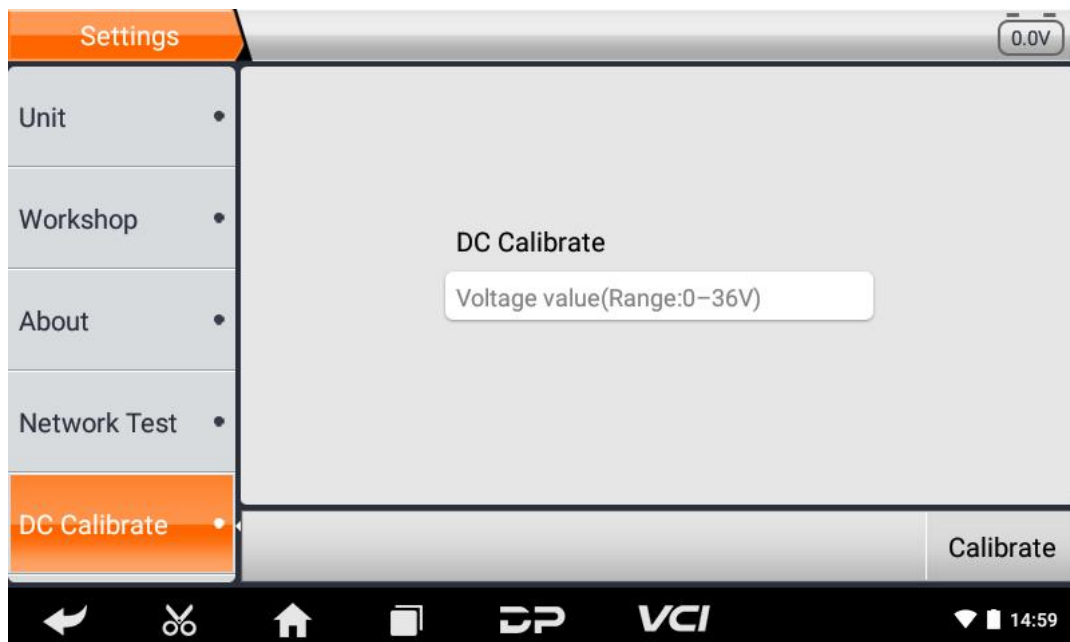 Settings
0.0V
Unit
Workshop
About
Network Test
DC Calibrate
DC Calibrate
Voltage value(Range:0-36V)
Calibrate
DP
VCI
14:59